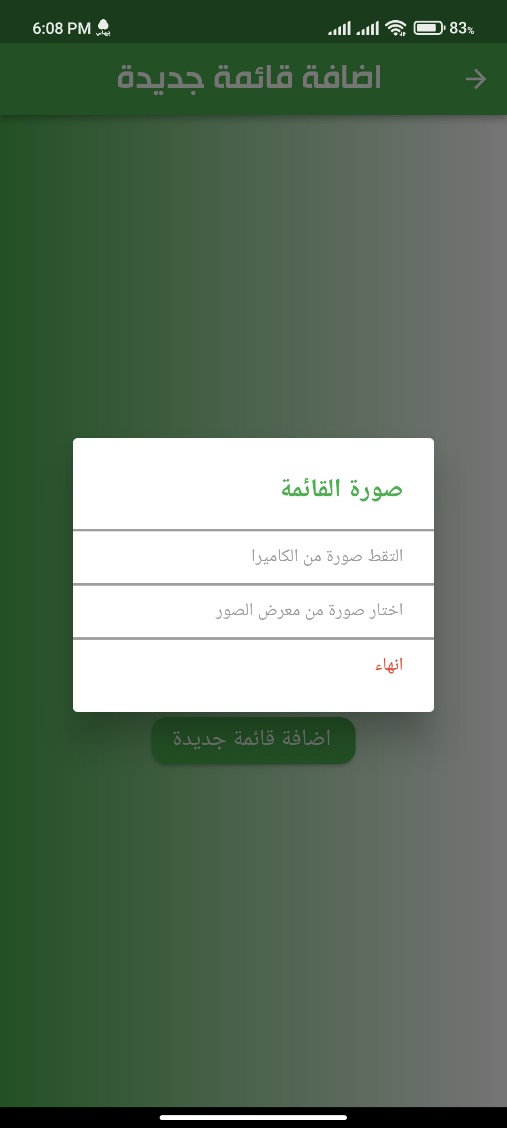 6:08 PM
83%
اضافة قائمة جديدة
صورة القائمة
التقط صورة من الكاميرا
اختار صورة من معرض الصور
انهاء
اضافة قائمة جديدة